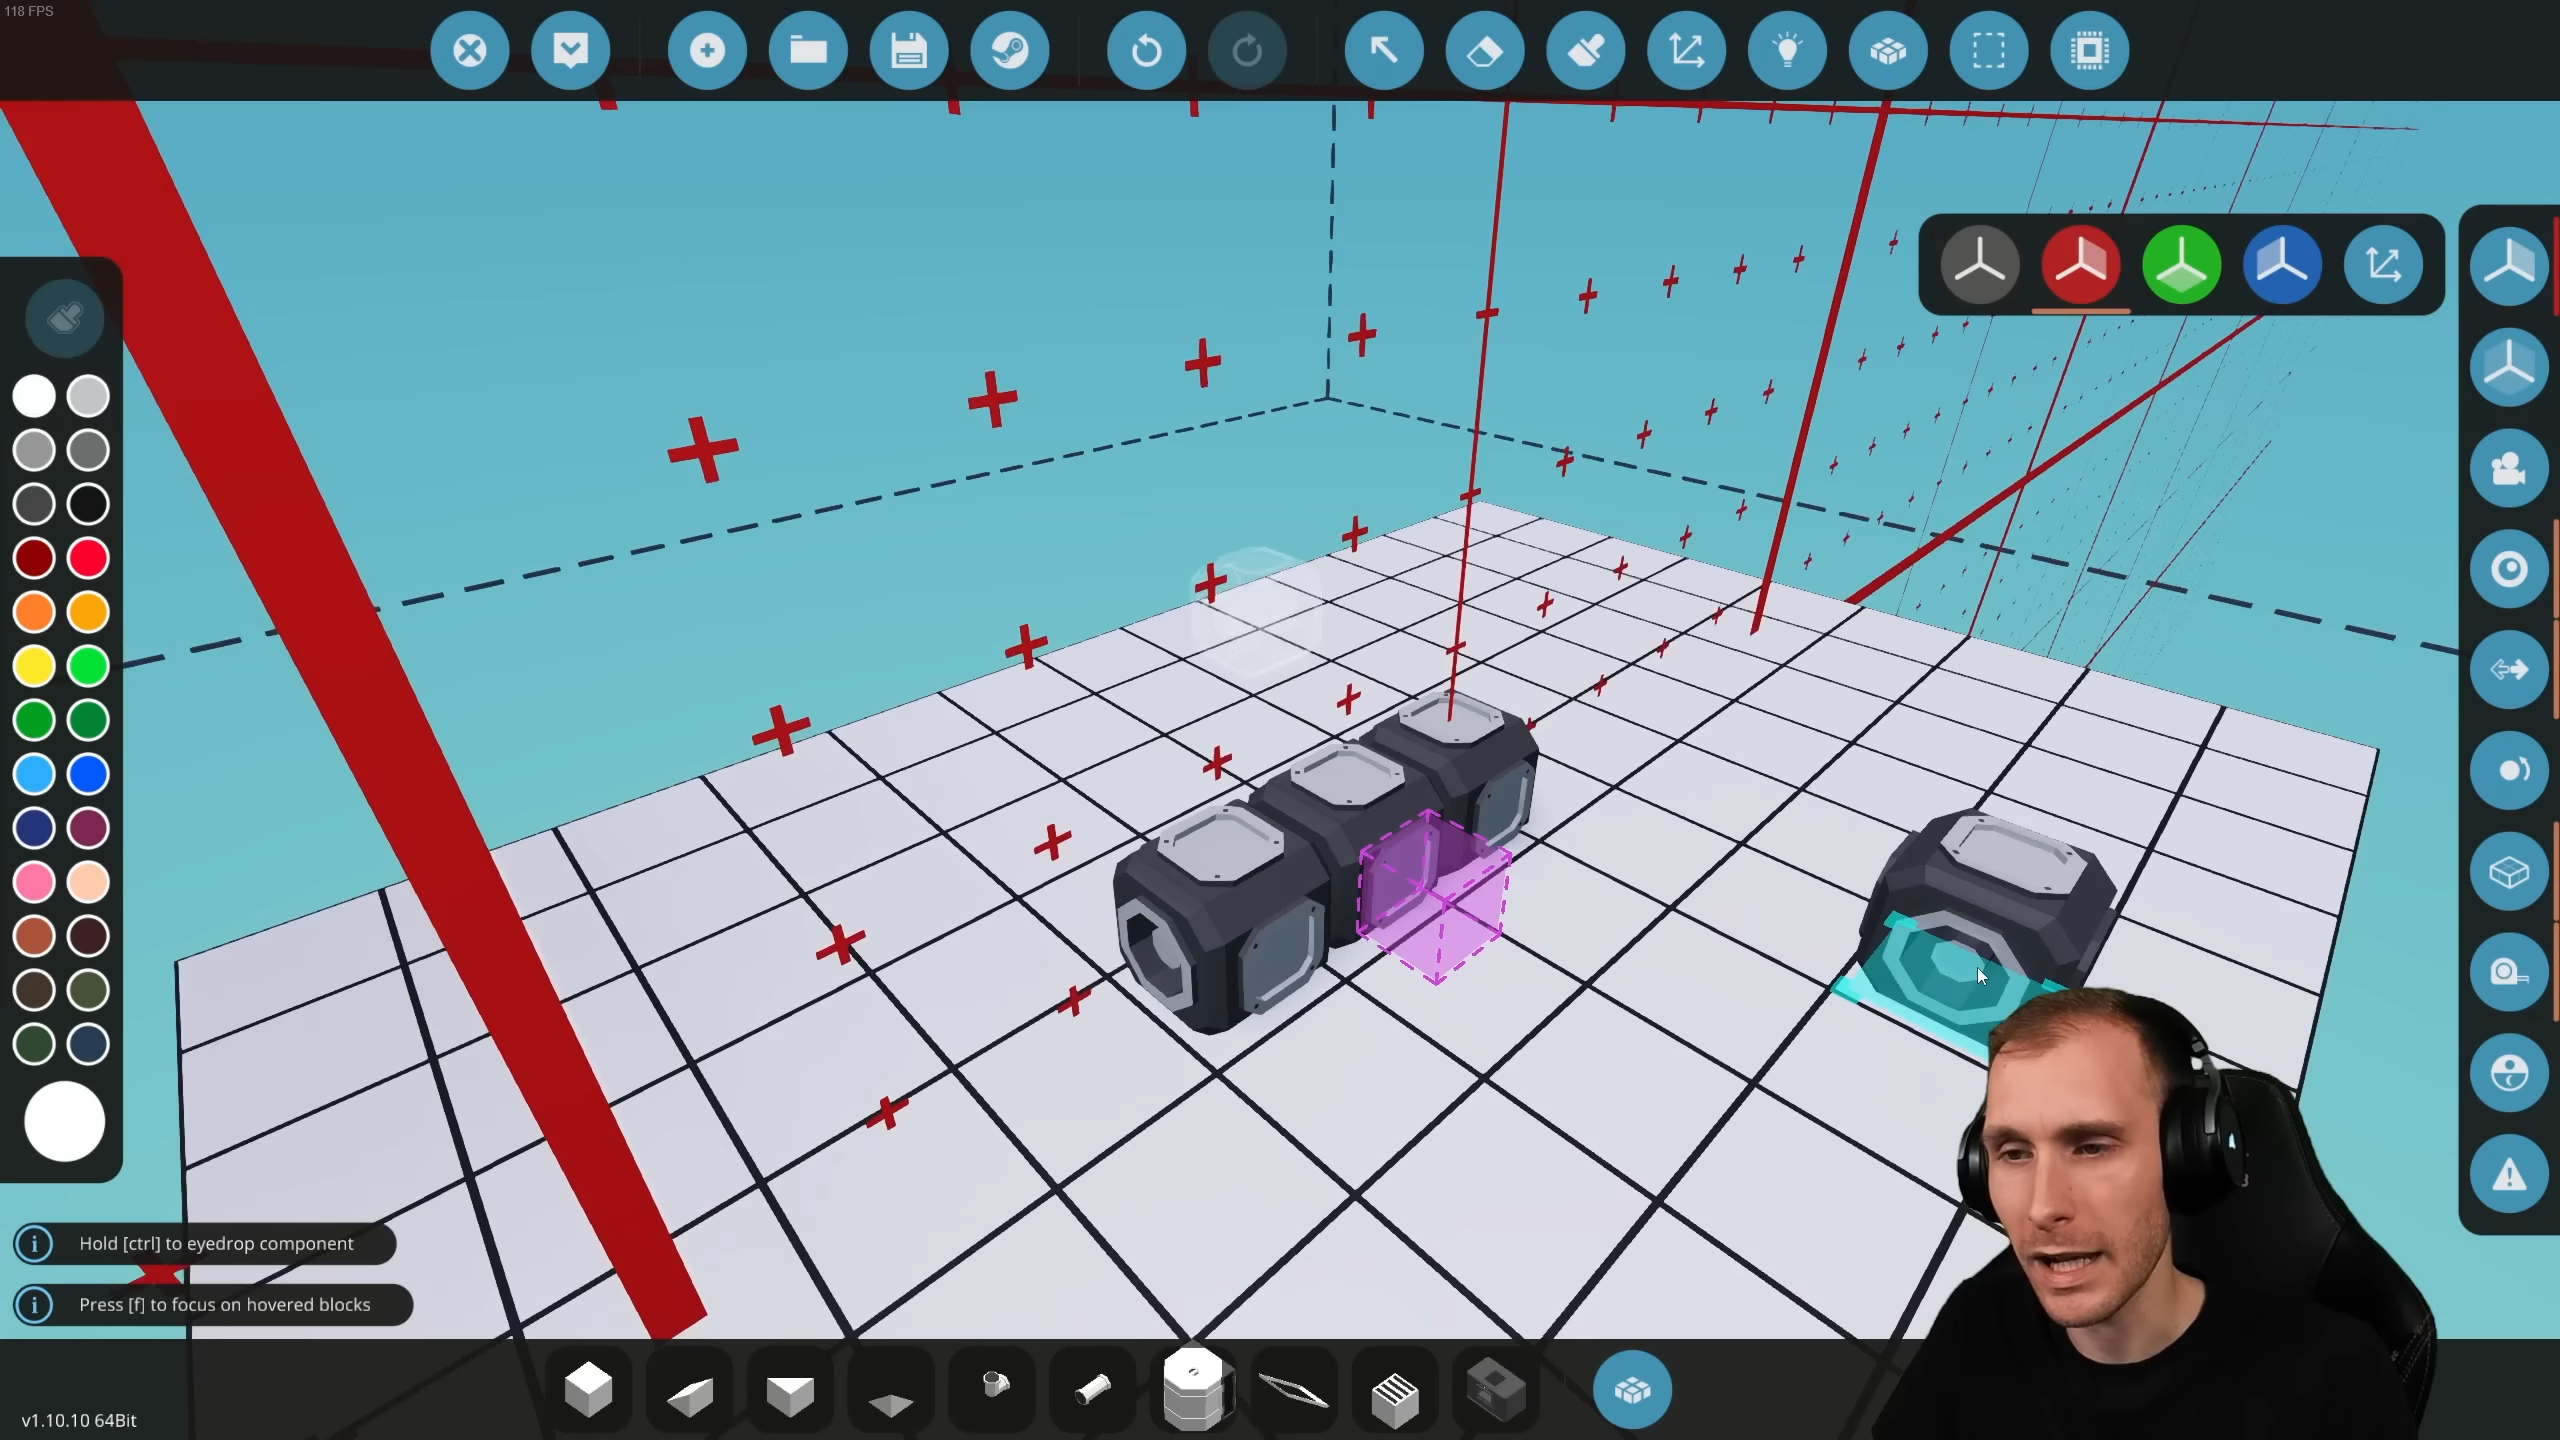 118 FPS
Hold [ctrl] to eyedrop component
Press [f] to focus on hovered blocks
v1.10.10 64Bit